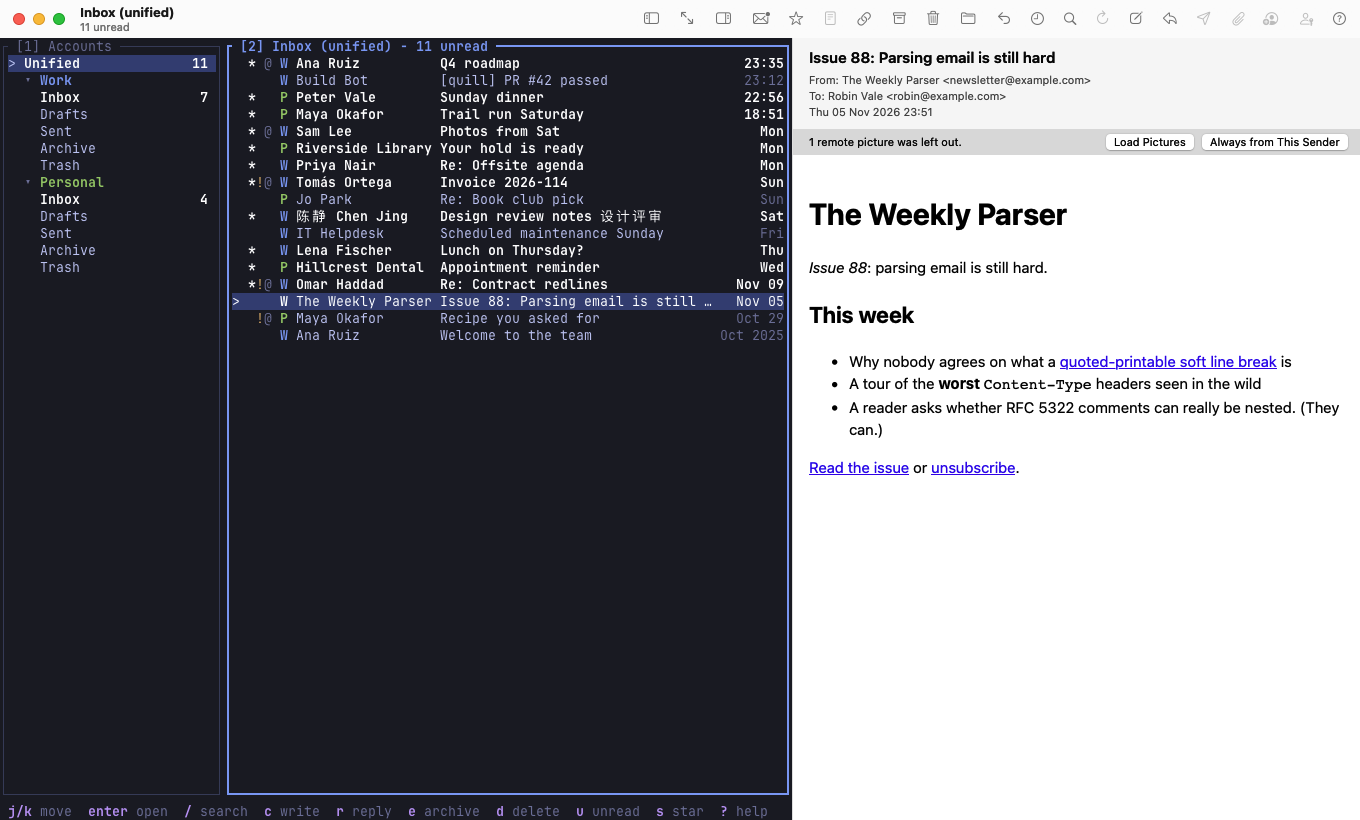 Inbox (unified)
11 unread
[1] Accounts
> Unified 11
▾ Work
Inbox 7
Drafts
Sent
Archive
Trash
▾ Personal
Inbox 4
Drafts
Sent
Archive
Trash
[2] Inbox (unified) - 11 unread
* @ W Ana Ruiz Q4 roadmap 23:35
W Build Bot [quill] PR #42 passed 23:12
* P Peter Vale Sunday dinner 22:56
* P Maya Okafor Trail run Saturday 18:51
* @ W Sam Lee Photos from Sat Mon
* P Riverside Library Your hold is ready Mon
* W Priya Nair Re: Offsite agenda Mon
*!@ W Tomás Ortega Invoice 2026-114 Sun
P Jo Park Re: Book club pick Sun
* W 陈静 Chen Jing Design review notes 设计评审 Sat
W IT Helpdesk Scheduled maintenance Sunday Fri
* W Lena Fischer Lunch on Thursday? Thu
* P Hillcrest Dental Appointment reminder Wed
*!@ W Omar Haddad Re: Contract redlines Nov 09
> W The Weekly Parser Issue 88: Parsing email is still … Nov 05
!@ P Maya Okafor Recipe you asked for Oct 29
W Ana Ruiz Welcome to the team Oct 2025
j/k move enter open / search c write r reply e archive d delete u unread s star ? help
Issue 88: Parsing email is still hard
From: The Weekly Parser <newsletter@example.com>
To: Robin Vale <robin@example.com>
Thu 05 Nov 2026 23:51
1 remote picture was left out. Load Pictures Always from This Sender
The Weekly Parser
Issue 88: parsing email is still hard.
This week
• Why nobody agrees on what a quoted-printable soft line break is
• A tour of the worst Content-Type headers seen in the wild
• A reader asks whether RFC 5322 comments can really be nested. (They
can.)
Read the issue or unsubscribe.